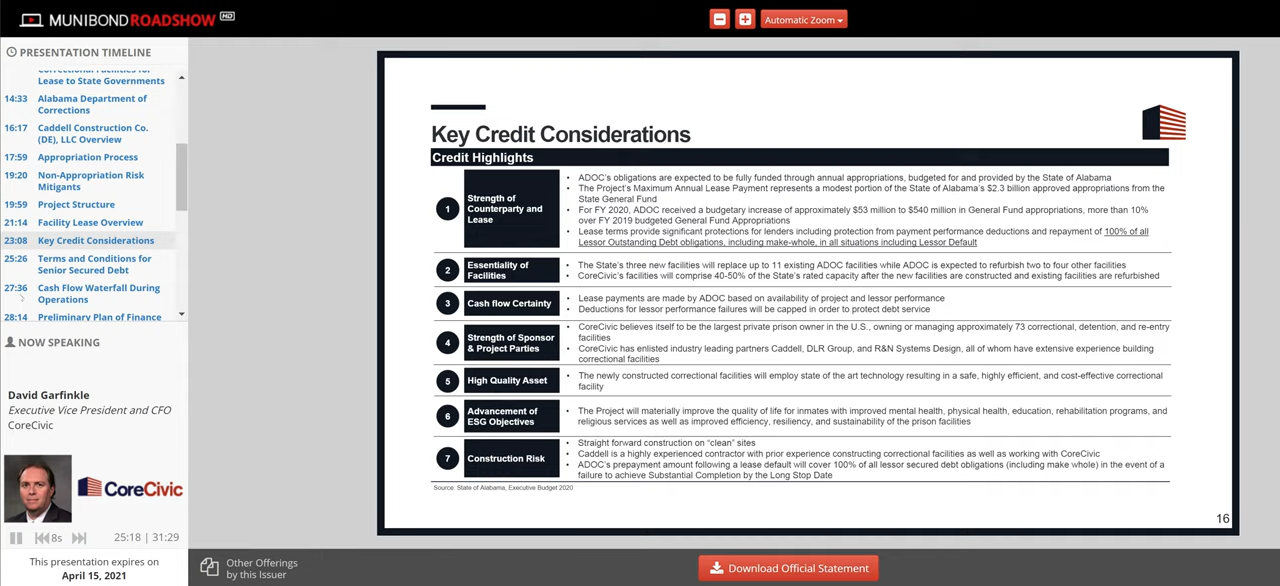 MUNIBONDROADSHOW HD
Automatic Zoom
PRESENTATION TIMELINE
Correctional Facilities for
Lease to State Governments
14:33 Alabama Department of
Corrections
16:17 Caddell Construction Co.
(DE), LLC Overview
17:59 Appropriation Process
19:20 Non-Appropriation Risk
Mitigants
19:59 Project Structure
21:14 Facility Lease Overview
23:08 Key Credit Considerations
25:26 Terms and Conditions for
Senior Secured Debt
27:36 Cash Flow Waterfall During
Operations
28:14 Preliminary Plan of Finance
NOW SPEAKING
David Garfinkle
Executive Vice President and CFO
CoreCivic
CoreCivic
8s 25:18 | 31:29
This presentation expires on
April 15, 2021
Key Credit Considerations
Credit Highlights
1 Strength of
Counterparty and
Lease
• ADOC's obligations are expected to be fully funded through annual appropriations, budgeted for and provided by the State of Alabama
• The Project's Maximum Annual Lease Payment represents a modest portion of the State of Alabama's $2.3 billion approved appropriations from the
State General Fund
• For FY 2020, ADOC received a budgetary increase of approximately $53 million to $540 million in General Fund appropriations, more than 10%
over FY 2019 budgeted General Fund Appropriations
• Lease terms provide significant protections for lenders including protection from payment performance deductions and repayment of 100% of all
Lessor Outstanding Debt obligations, including make-whole, in all situations including Lessor Default
2 Essentiality of
Facilities
• The State's three new facilities will replace up to 11 existing ADOC facilities while ADOC is expected to refurbish two to four other facilities
• CoreCivic's facilities will comprise 40-50% of the State's rated capacity after the new facilities are constructed and existing facilities are refurbished
3 Cash flow Certainty
• Lease payments are made by ADOC based on availability of project and lessor performance
• Deductions for lessor performance failures will be capped in order to protect debt service
4 Strength of Sponsor
& Project Parties
• CoreCivic believes itself to be the largest private prison owner in the U.S., owning or managing approximately 73 correctional, detention, and re-entry
facilities
• CoreCivic has enlisted industry leading partners Caddell, DLR Group, and R&N Systems Design, all of whom have extensive experience building
correctional facilities
5 High Quality Asset
• The newly constructed correctional facilities will employ state of the art technology resulting in a safe, highly efficient, and cost-effective correctional
facility
6 Advancement of
ESG Objectives
• The Project will materially improve the quality of life for inmates with improved mental health, physical health, education, rehabilitation programs, and
religious services as well as improved efficiency, resiliency, and sustainability of the prison facilities
7 Construction Risk
• Straight forward construction on "clean" sites
• Caddell is a highly experienced contractor with prior experience constructing correctional facilities as well as working with CoreCivic
• ADOC's prepayment amount following a lease default will cover 100% of all lessor secured debt obligations (including make whole) in the event of a
failure to achieve Substantial Completion by the Long Stop Date
Source: State of Alabama, Executive Budget 2020
16
Other Offerings
by this Issuer
Download Official Statement